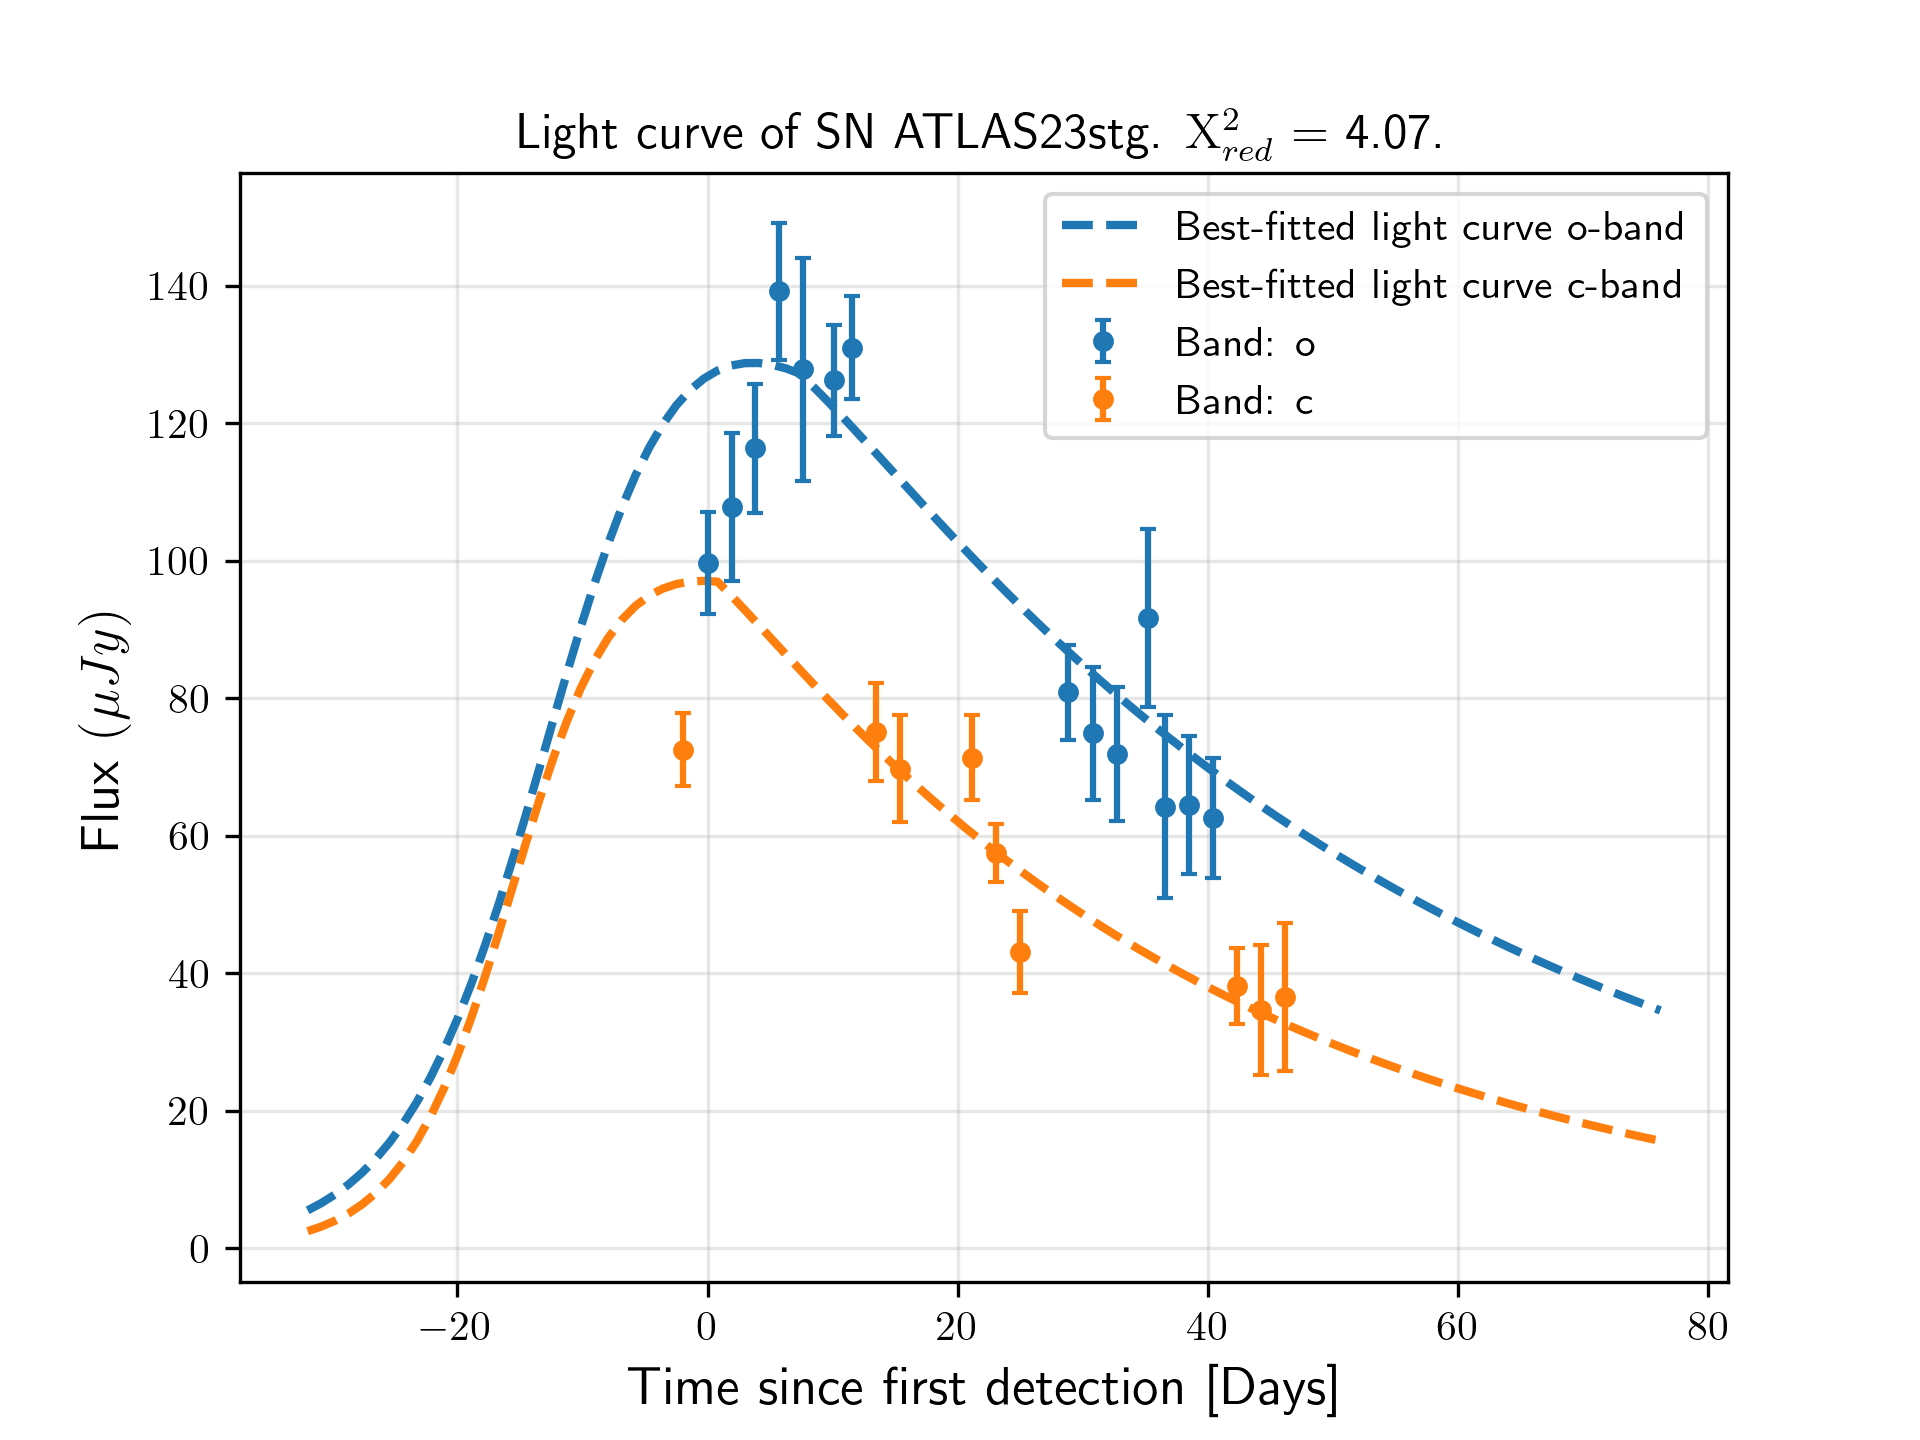 Light curve of SN ATLAS23stg. X²_red = 4.07.
Best-fitted light curve o-band
Best-fitted light curve c-band
Band: o
Band: c
Flux (μJy)
140
120
100
80
60
40
20
0
−20 0 20 40 60 80
Time since first detection [Days]